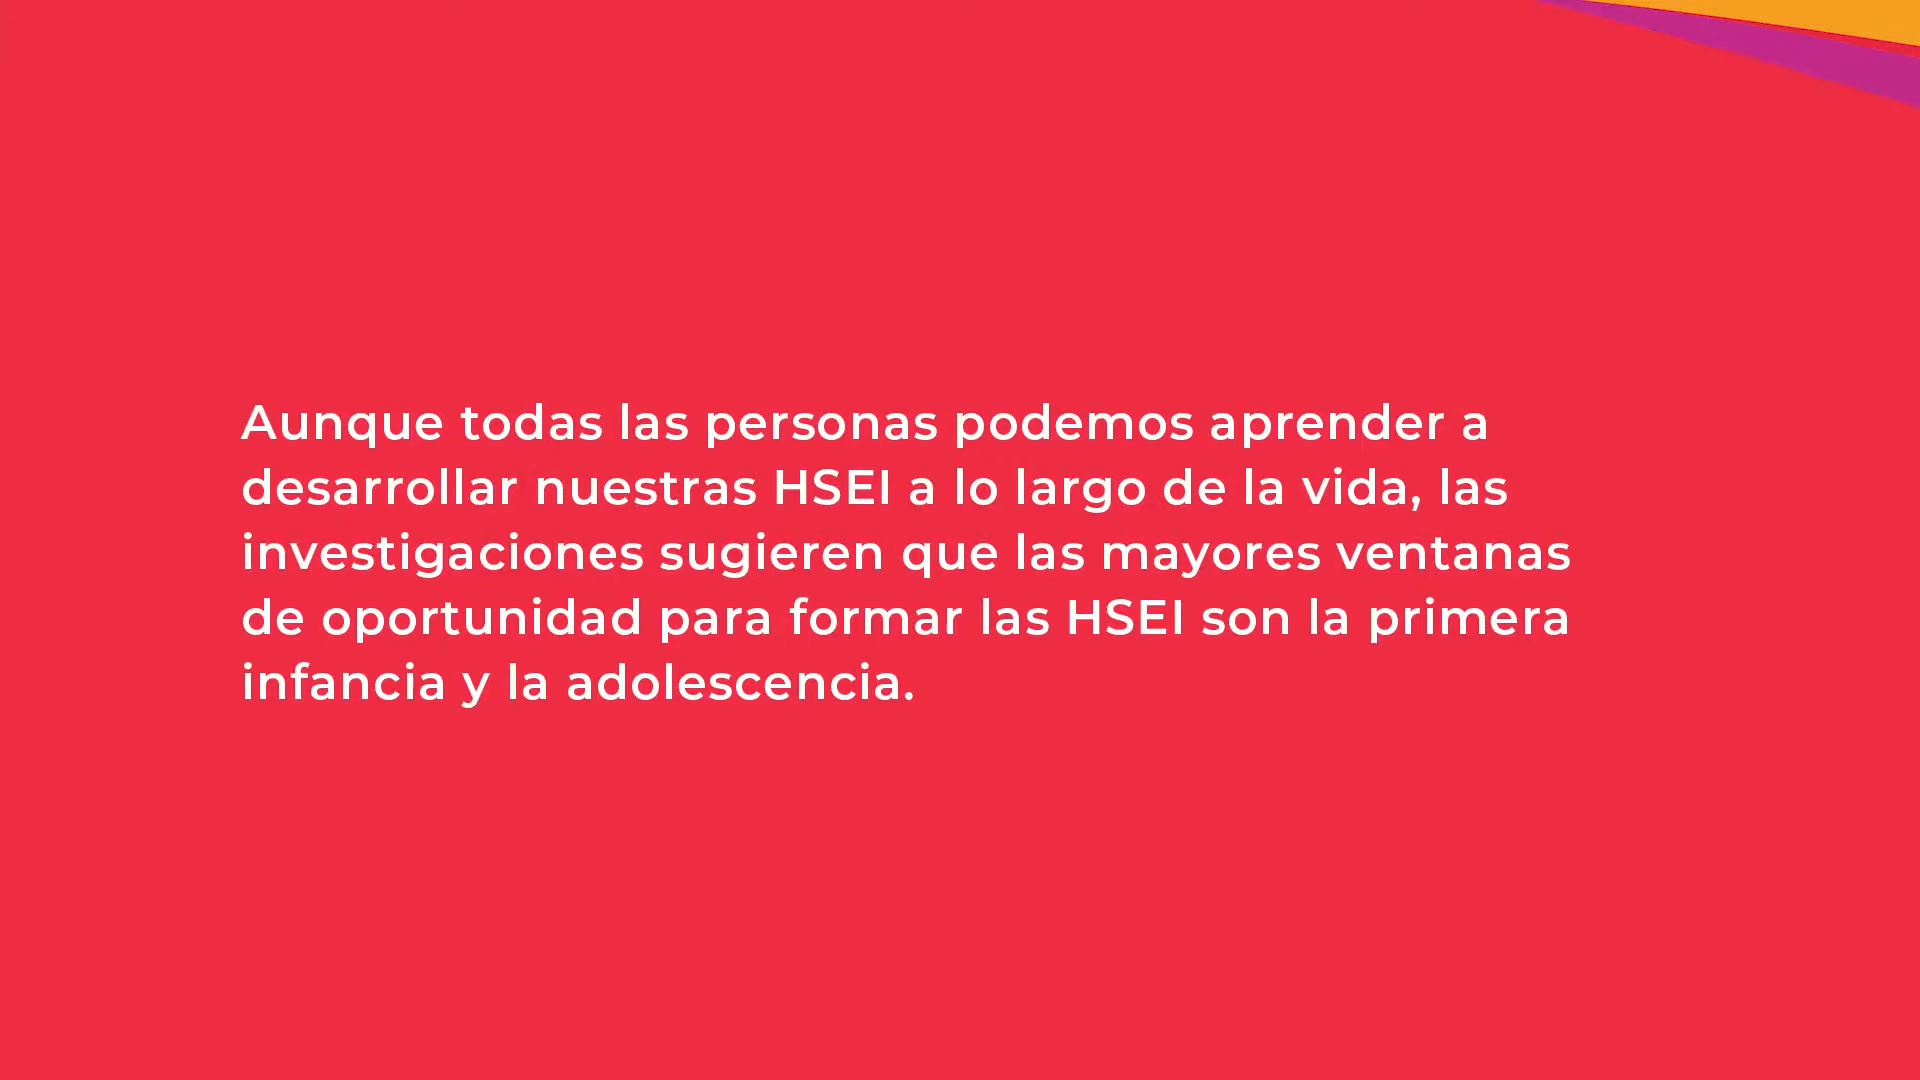 Aunque todas las personas podemos aprender a
desarrollar nuestras HSEI a lo largo de la vida, las
investigaciones sugieren que las mayores ventanas
de oportunidad para formar las HSEI son la primera
infancia y la adolescencia.